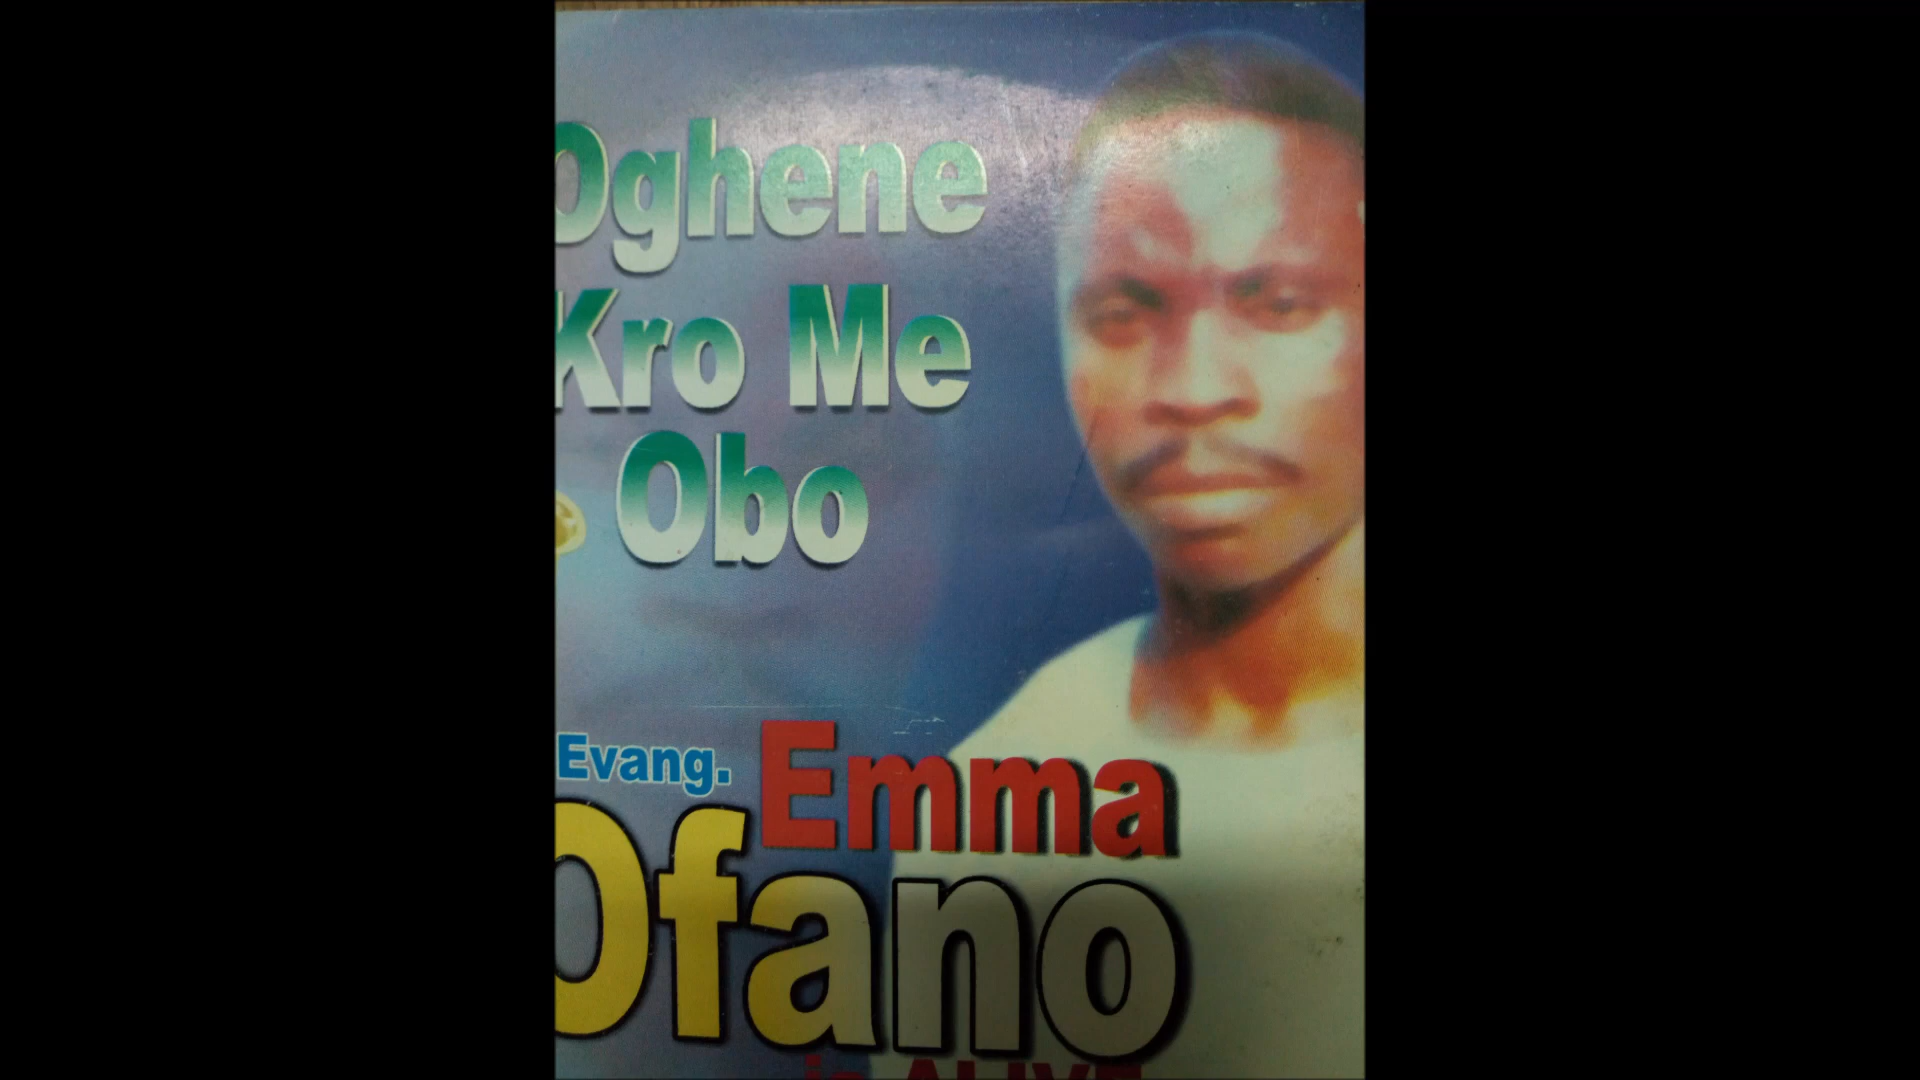 Oghene
Kro Me
Obo
Evang. Emma
Ofano